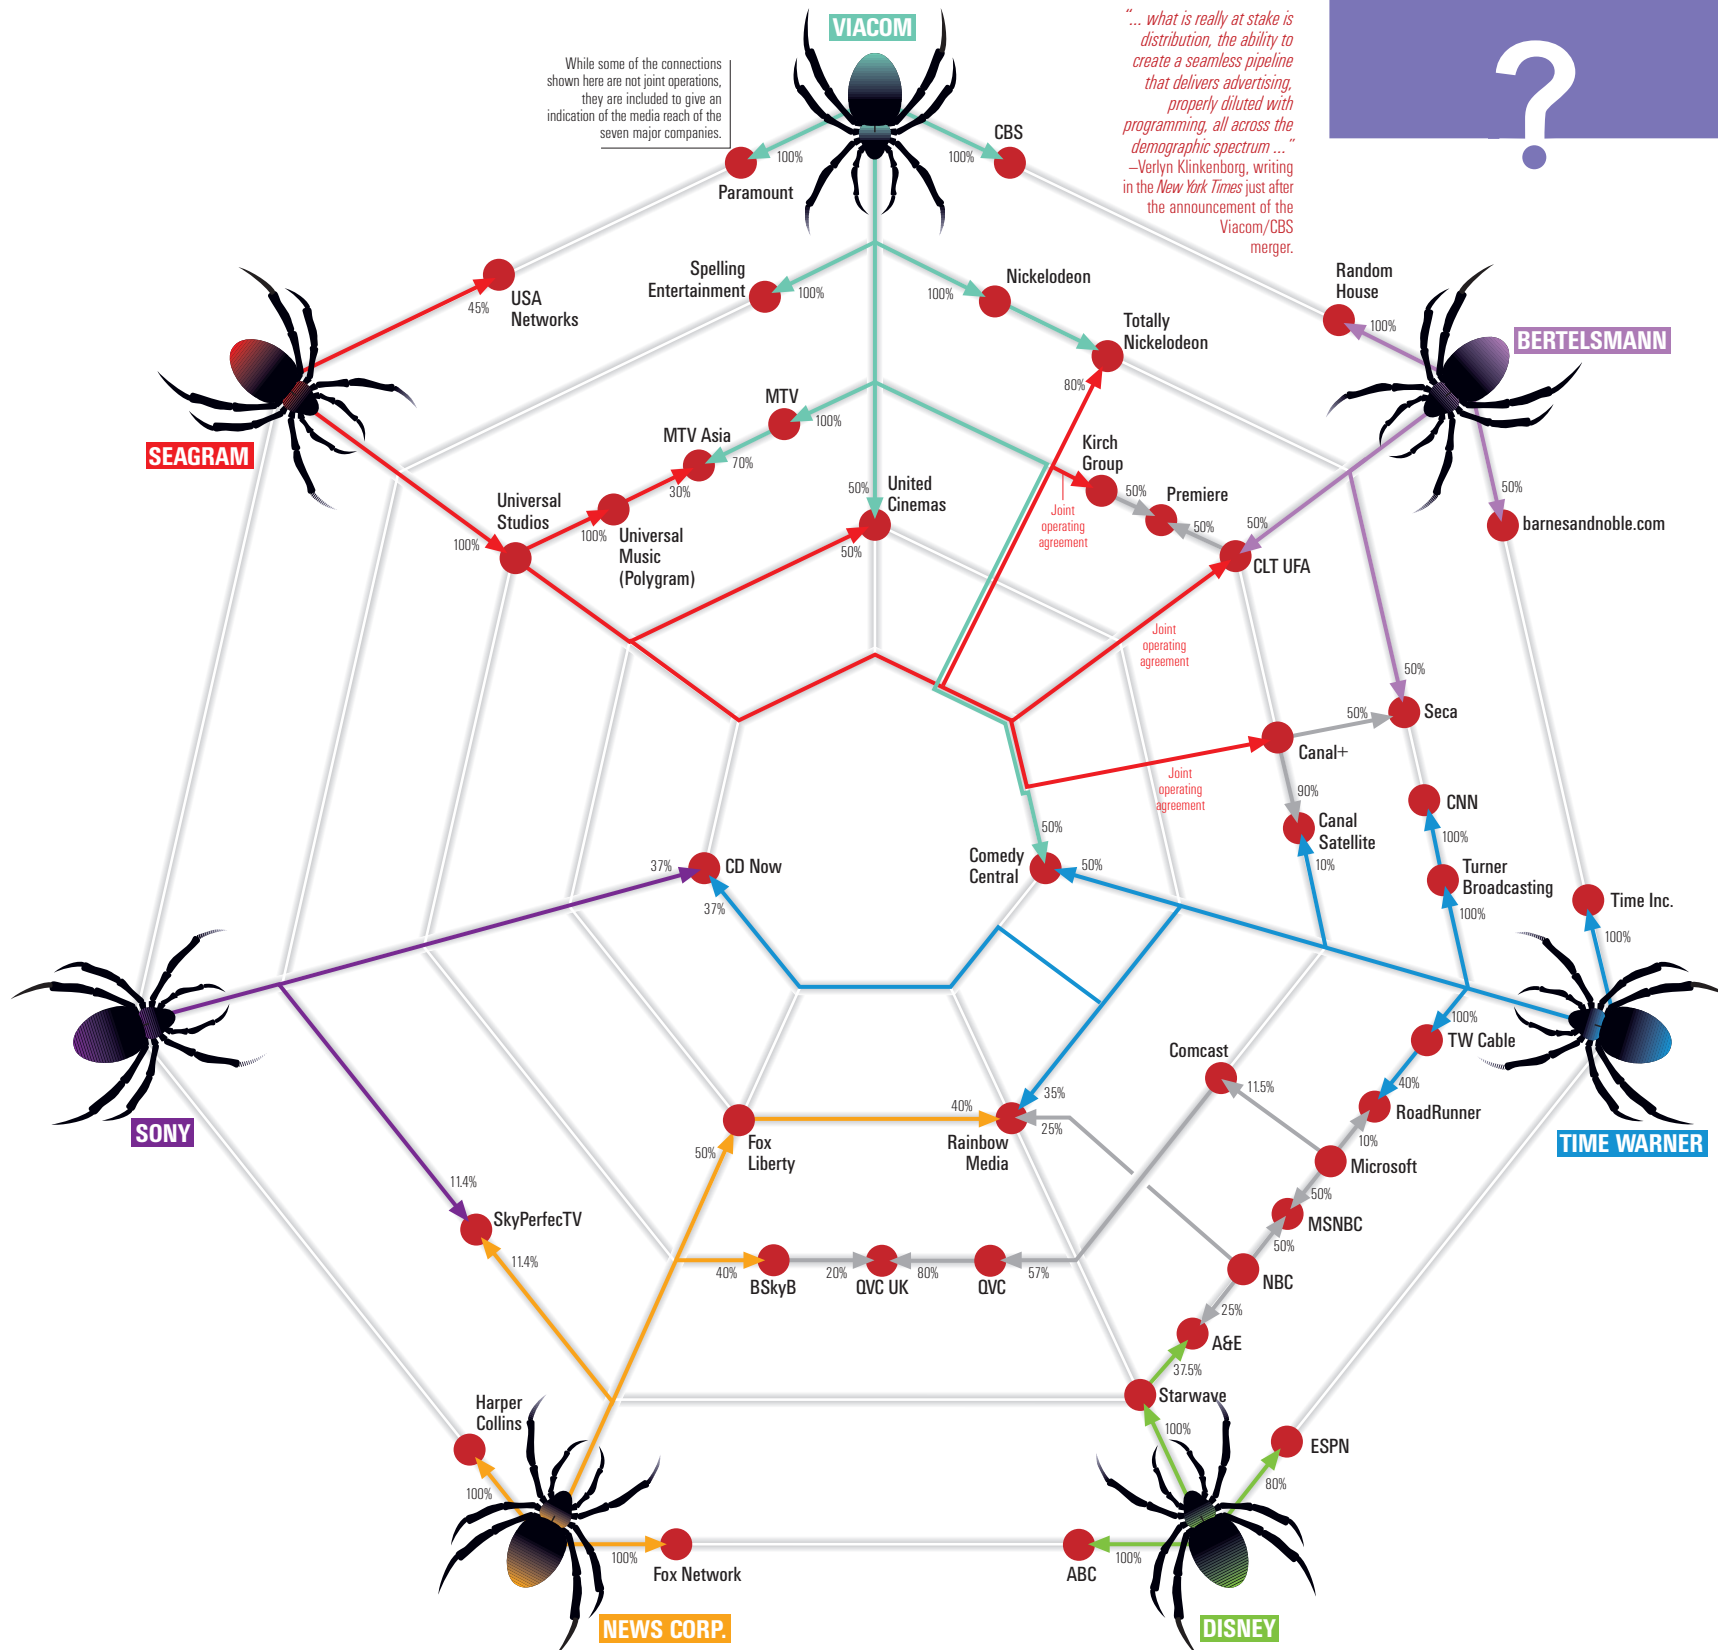 VIACOM
While some of the connections
shown here are not joint operations,
they are included to give an
indication of the media reach of the
seven major companies.
“... what is really at stake is
distribution, the ability to
create a seamless pipeline
that delivers advertising,
properly diluted with
programming, all across the
demographic spectrum ...”
–Verlyn Klinkenborg, writing
in the New York Times just after
the announcement of the
Viacom/CBS
merger.
?
100%
Paramount
100%
CBS
Spelling
Entertainment
100%
100%
Nickelodeon
Totally
Nickelodeon
80%
Random
House
100%
BERTELSMANN
45%
USA
Networks
SEAGRAM
MTV
100%
MTV Asia
70%
30%
Universal
Studios
100%
100%
Universal
Music
(Polygram)
50%
United
Cinemas
50%
Kirch
Group
50%
Premiere
50%
Joint
operating
agreement
50%
CLT UFA
50%
barnesandnoble.com
Joint
operating
agreement
50%
50%
Seca
Canal+
Joint
operating
agreement
90%
Canal
Satellite
10%
CNN
100%
Turner
Broadcasting
100%
Time Inc.
100%
50%
Comedy
Central
50%
37%
CD Now
37%
SONY
100%
TW Cable
40%
RoadRunner
10%
TIME WARNER
Comcast
11.5%
Microsoft
50%
MSNBC
50%
NBC
25%
A&E
37.5%
35%
40%
25%
Rainbow
Media
50%
Fox
Liberty
11.4%
SkyPerfecTV
11.4%
40%
BSkyB
20%
QVC UK
80%
QVC
57%
Starwave
100%
ESPN
80%
Harper
Collins
100%
100%
Fox Network
ABC
100%
NEWS CORP.
DISNEY